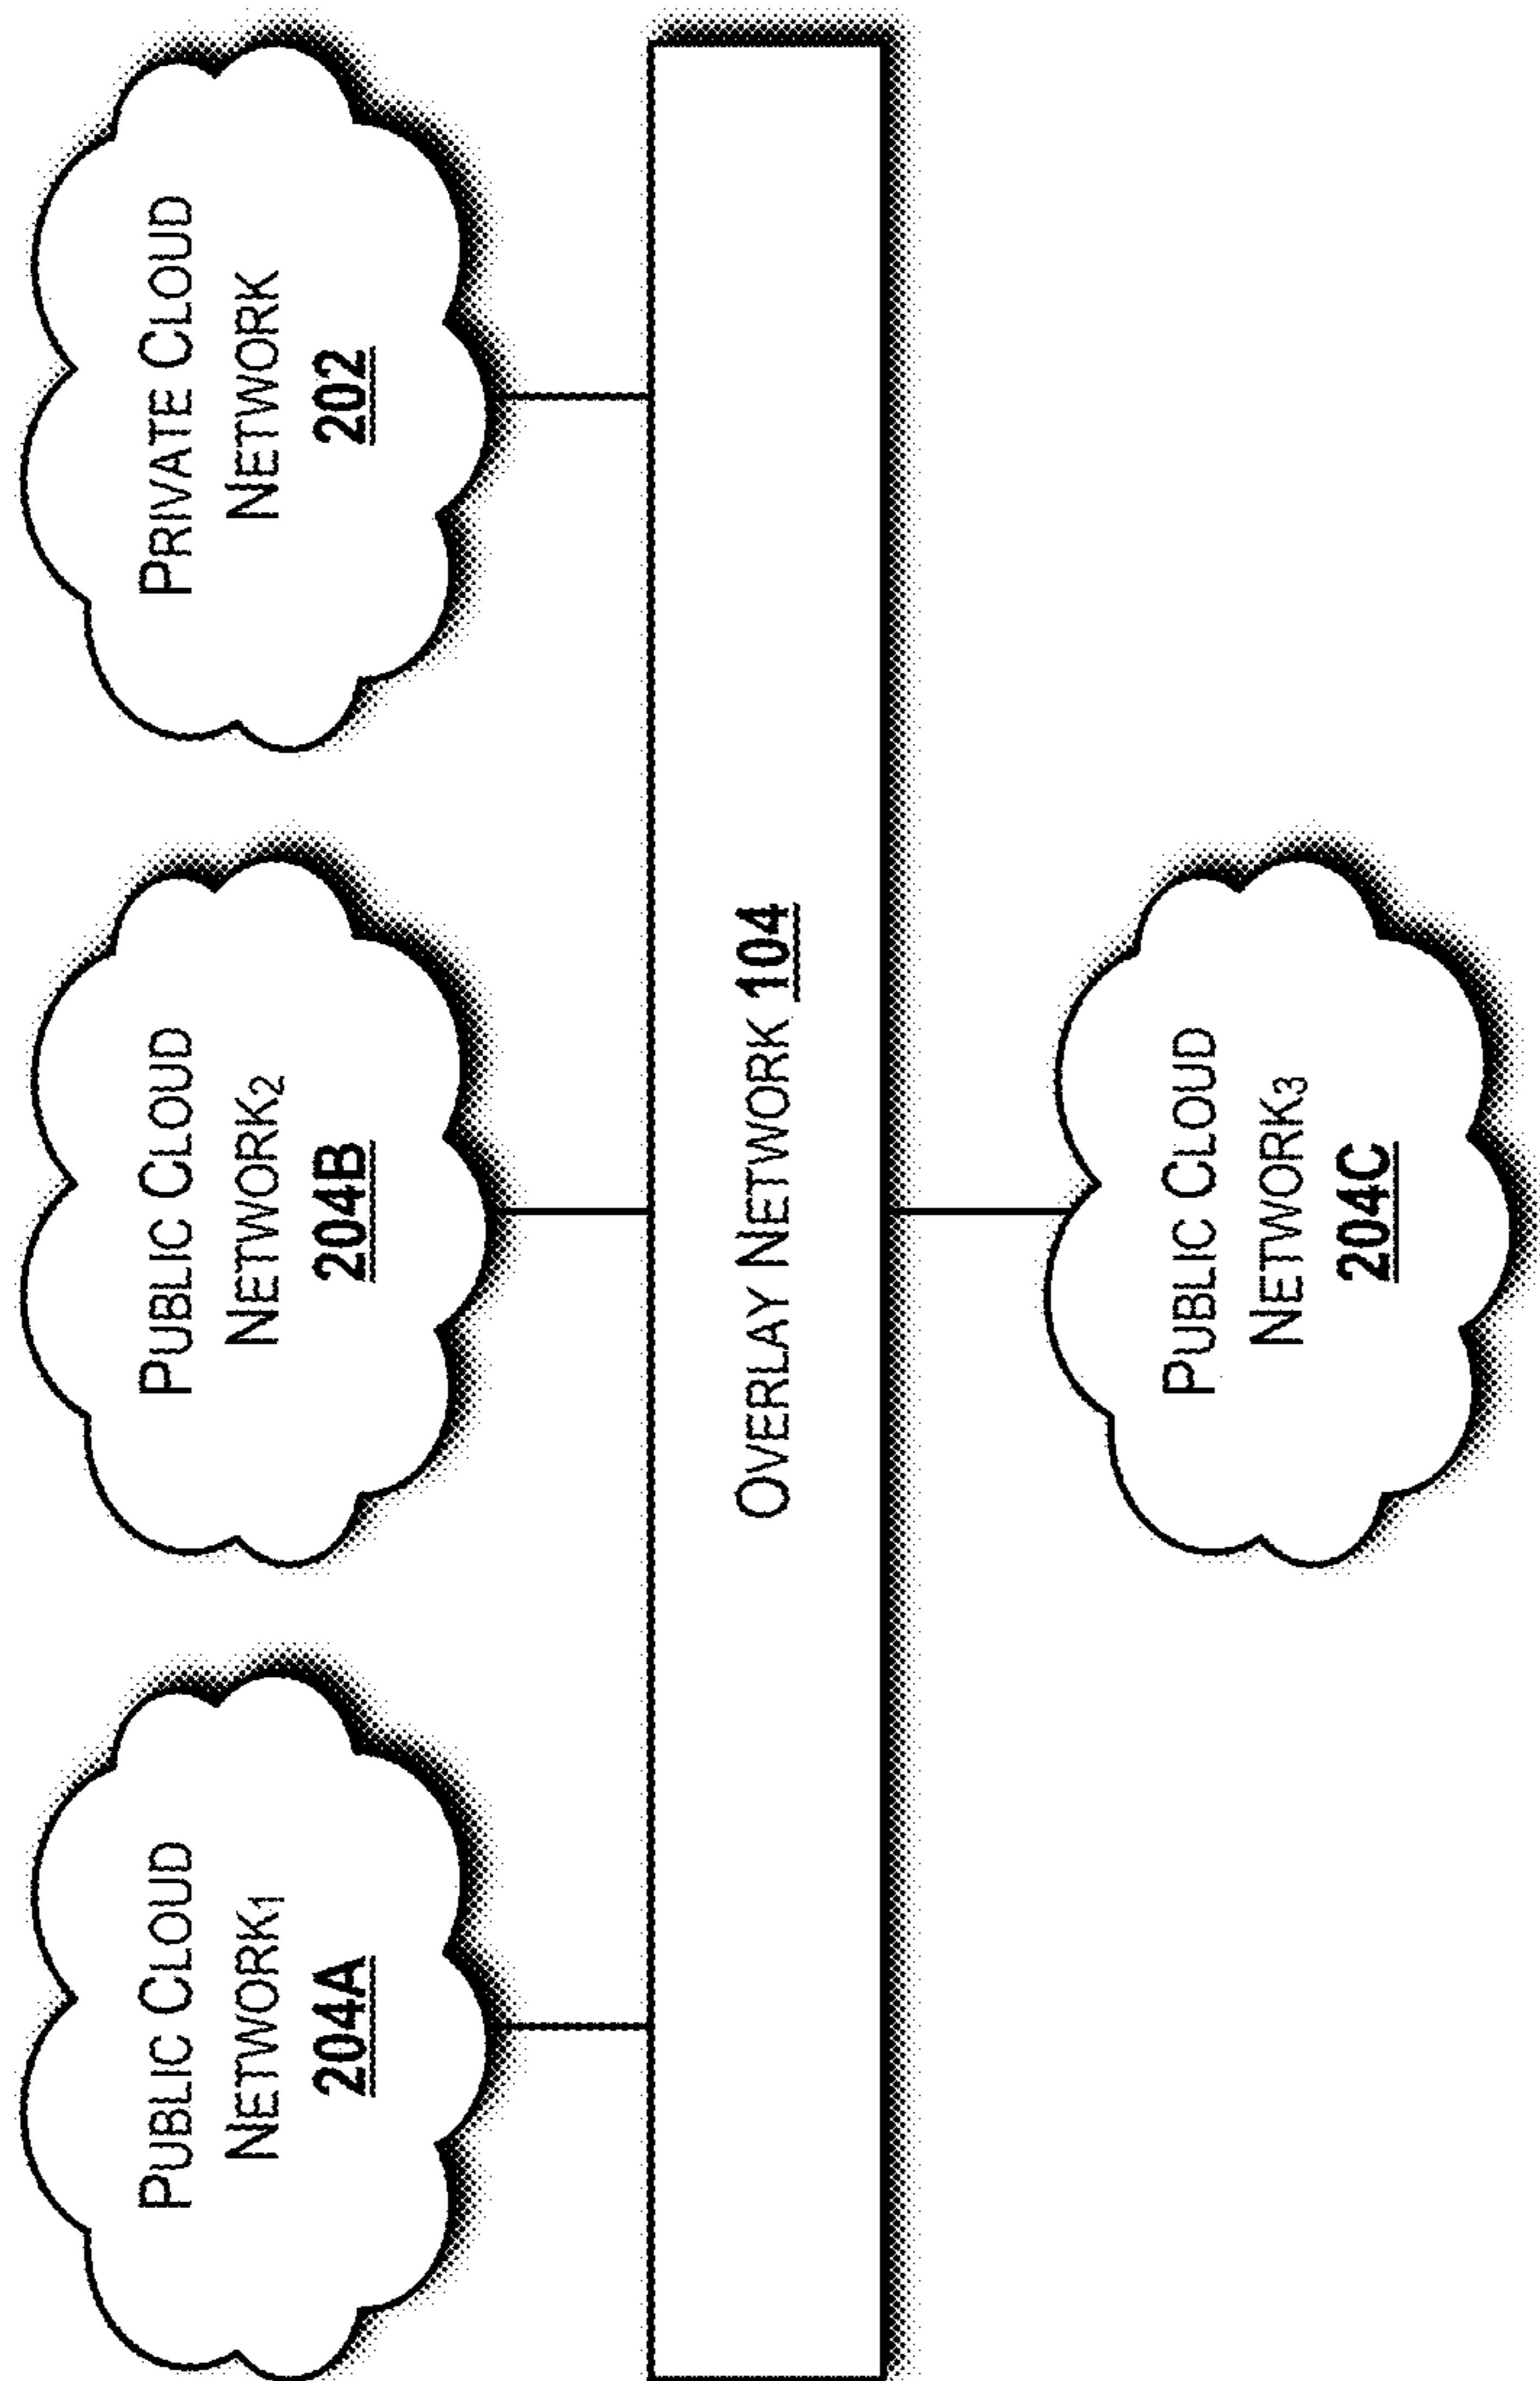 PUBLIC CLOUD
NETWORK₁
204A
PUBLIC CLOUD
NETWORK₂
204B
PRIVATE CLOUD
NETWORK
202
OVERLAY NETWORK 104
PUBLIC CLOUD
NETWORK₃
204C